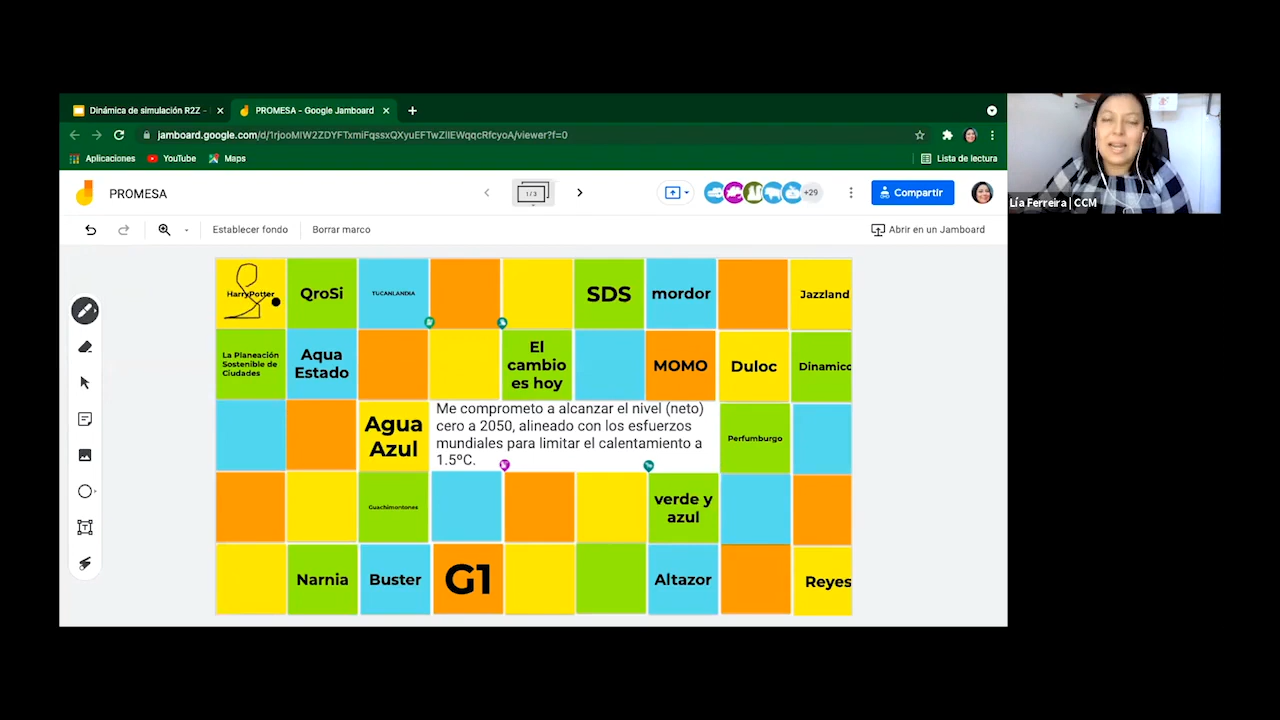 Dinámica de simulación R2Z -
PROMESA - Google Jamboard
jamboard.google.com/d/1rjooMIW2ZDYFTxmiFqssxQXyuEFTwZIIEWqqcRfcyoA/viewer?f=0
Aplicaciones
YouTube
Maps
Lista de lectura
PROMESA
1/3
+29
Compartir
Establecer fondo
Borrar marco
Abrir en un Jamboard
HarryPotter
QroSi
TUCANLANDIA
SDS
mordor
Jazzland
La Planeación
Sostenible de
Ciudades
Aqua
Estado
El
cambio
es hoy
MOMO
Duloc
Dinamico
Agua
Azul
Me comprometo a alcanzar el nivel (neto)
cero a 2050, alineado con los esfuerzos
mundiales para limitar el calentamiento a
1.5ºC.
Perfumburgo
Guachimontones
verde y
azul
Narnia
Buster
G1
Altazor
Reyes
Lía Ferreira | CCM